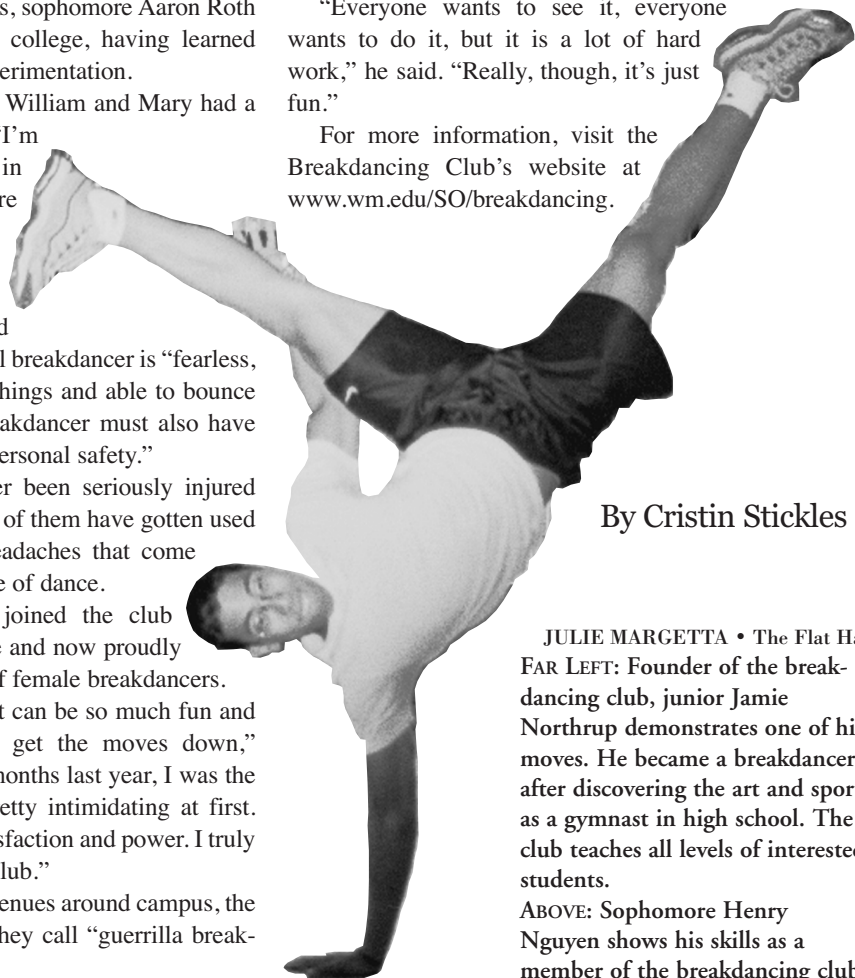 s, sophomore Aaron Roth
college, having learned
erimentation.
William and Mary had a
“I’m
in
re
d
l breakdancer is “fearless,
hings and able to bounce
akdancer must also have
ersonal safety.”
er been seriously injured
of them have gotten used
eadaches that come
e of dance.
joined the club
e and now proudly
f female breakdancers.
t can be so much fun and
get the moves down,”
months last year, I was the
etty intimidating at first.
sfaction and power. I truly
lub.”
enues around campus, the
hey call “guerrilla break-
“Everyone wants to see it, everyone
wants to do it, but it is a lot of hard
work,” he said. “Really, though, it’s just
fun.”
For more information, visit the
Breakdancing Club’s website at
www.wm.edu/SO/breakdancing.
By Cristin Stickles
JULIE MARGETTA • The Flat Ha
FAR LEFT: Founder of the break-
dancing club, junior Jamie
Northrup demonstrates one of hi
moves. He became a breakdancer
after discovering the art and spor
as a gymnast in high school. The
club teaches all levels of interested
students.
ABOVE: Sophomore Henry
Nguyen shows his skills as a
member of the breakdancing club